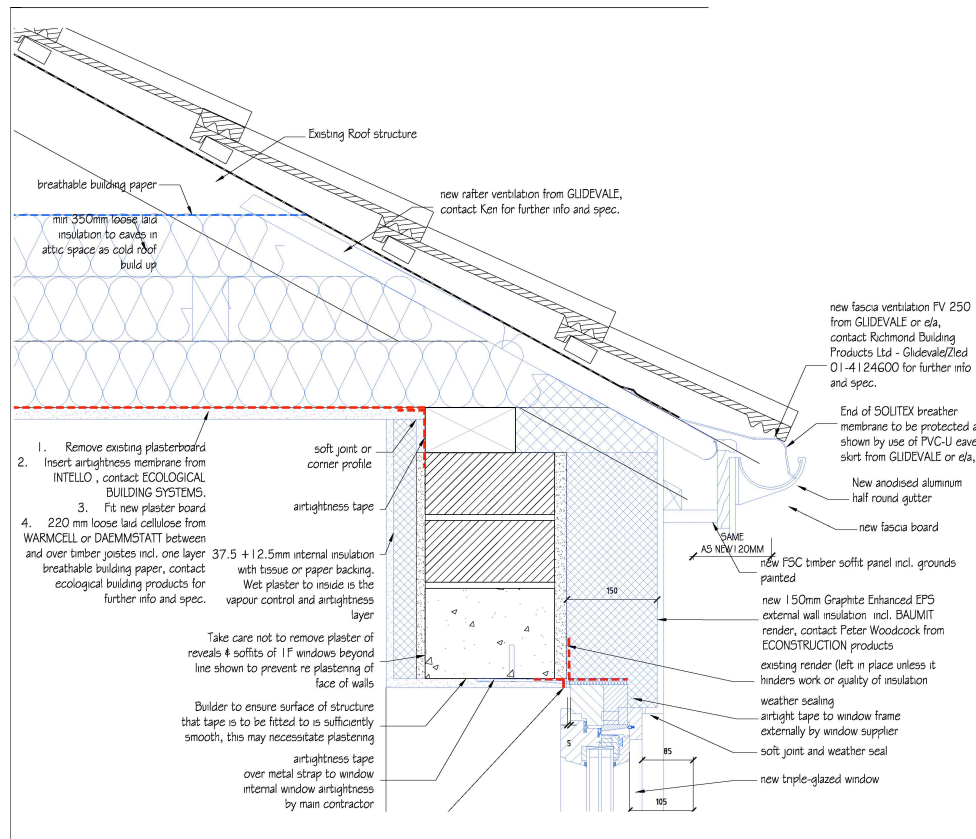 Existing Roof structure
breathable building paper
min 350mm loose laid
insulation to eaves in
attic space as cold roof
build up
new rafter ventilation from GLIDEVALE,
contact Ken for further info and spec.
new fascia ventilation FV 250
from GLIDEVALE or e/a,
contact Richmond Building
Products Ltd - Glidevale/Zled
01-4124600 for further info
and spec.
End of SOLITEX breather
membrane to be protected a
shown by use of PVC-U eave
skirt from GLIDEVALE or e/a,
New anodised aluminum
half round gutter
new fascia board
SAME
AS NEW120MM
new FSC timber soffit panel incl. grounds
painted
1. Remove existing plasterboard
2. Insert airtightness membrane from
INTELLO , contact ECOLOGICAL
BUILDING SYSTEMS.
3. Fit new plaster board
4. 220 mm loose laid cellulose from
WARMCELL or DAEMMSTATT between
and over timber joistes incl. one layer
breathable building paper, contact
ecological building products for
further info and spec.
soft joint or
corner profile
airtightness tape
37.5 +12.5mm internal insulation
with tissue or paper backing.
Wet plaster to inside is the
vapour control and airtightness
layer
Take care not to remove plaster of
reveals & soffits of 1F windows beyond
line shown to prevent re plastering of
face of walls
Builder to ensure surface of structure
that tape is to be fitted to is sufficiently
smooth, this may necessitate plastering
airtightness tape
over metal strap to window
internal window airtightness
by main contractor
150
new 150mm Graphite Enhanced EPS
external wall insulation incl. BAUMIT
render, contact Peter Woodcock from
ECONSTRUCTION products
existing render (left in place unless it
hinders work or quality of insulation
weather sealing
airtight tape to window frame
externally by window supplier
soft joint and weather seal
new triple-glazed window
5
85
105